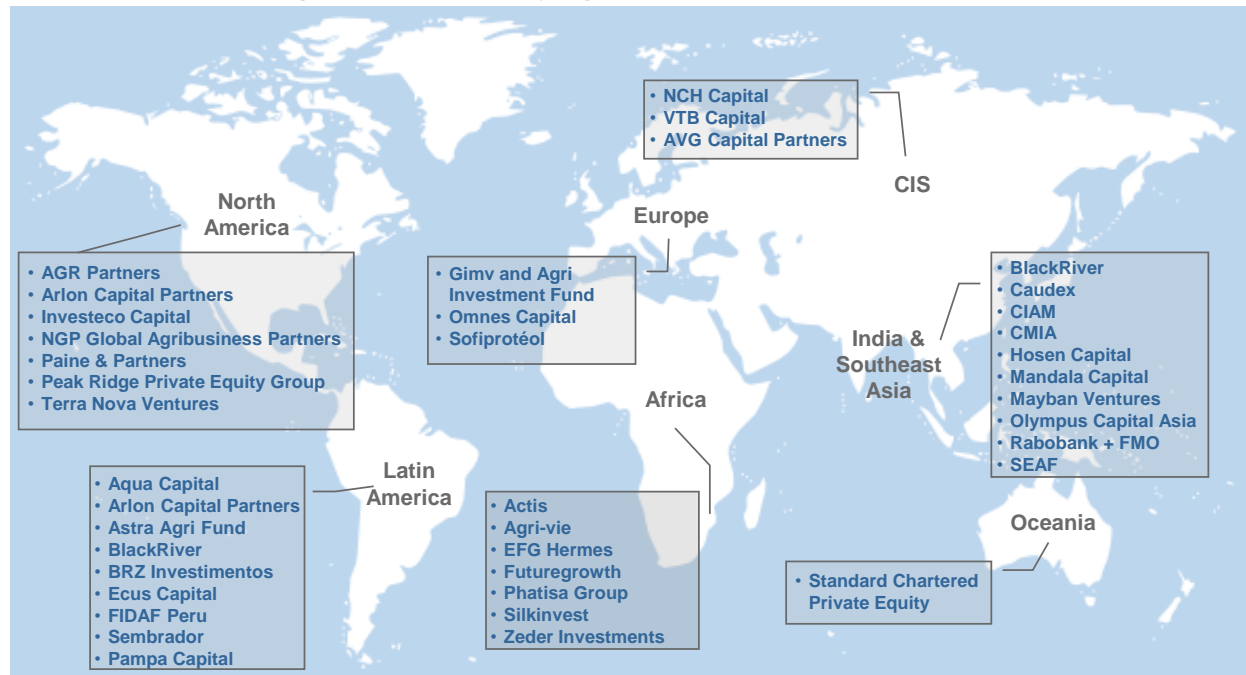 • NCH Capital
• VTB Capital
• AVG Capital Partners
CIS
North
America
• AGR Partners
• Arlon Capital Partners
• Investeco Capital
• NGP Global Agribusiness Partners
• Paine & Partners
• Peak Ridge Private Equity Group
• Terra Nova Ventures
Europe
• Gimv and Agri
Investment Fund
• Omnes Capital
• Sofiprotéol
India &
Southeast
Asia
• BlackRiver
• Caudex
• CIAM
• CMIA
• Hosen Capital
• Mandala Capital
• Mayban Ventures
• Olympus Capital Asia
• Rabobank + FMO
• SEAF
Latin
America
• Aqua Capital
• Arlon Capital Partners
• Astra Agri Fund
• BlackRiver
• BRZ Investimentos
• Ecus Capital
• FIDAF Peru
• Sembrador
• Pampa Capital
Africa
• Actis
• Agri-vie
• EFG Hermes
• Futuregrowth
• Phatisa Group
• Silkinvest
• Zeder Investments
Oceania
• Standard Chartered
Private Equity